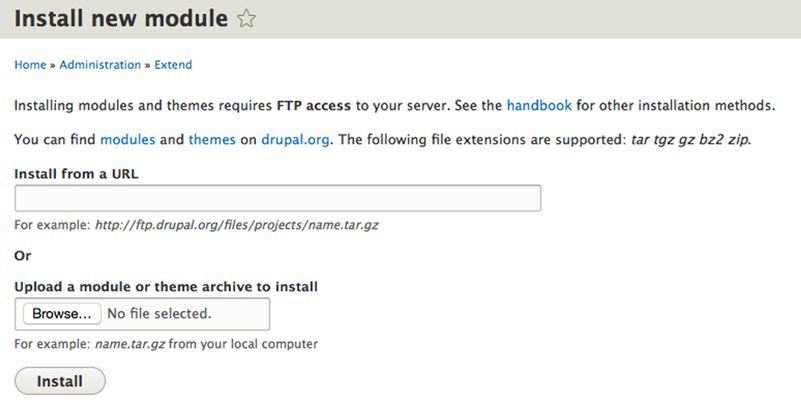 Install new module
Home » Administration » Extend
Installing modules and themes requires FTP access to your server. See the handbook for other installation methods.
You can find modules and themes on drupal.org. The following file extensions are supported: tar tgz gz bz2 zip.
Install from a URL
For example: http://ftp.drupal.org/files/projects/name.tar.gz
Or
Upload a module or theme archive to install
Browse... No file selected.
For example: name.tar.gz from your local computer
Install